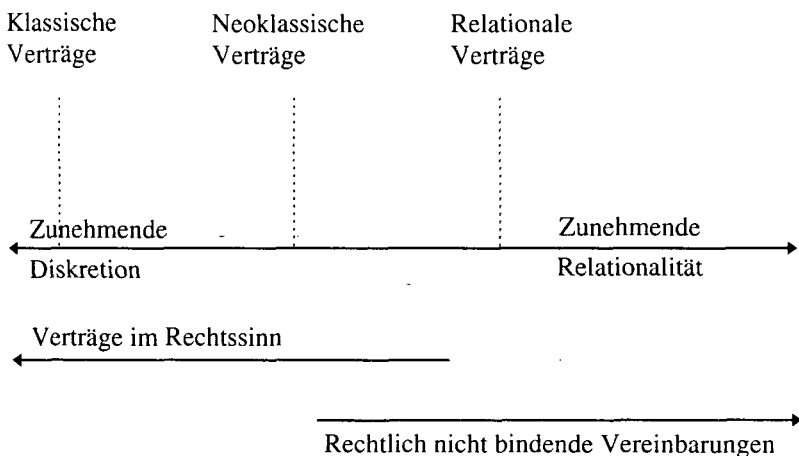 Klassische
Verträge
Neoklassische
Verträge
Relationale
Verträge
Zunehmende
Diskretion
Zunehmende
Relationalität
Verträge im Rechtssinn
Rechtlich nicht bindende Vereinbarungen